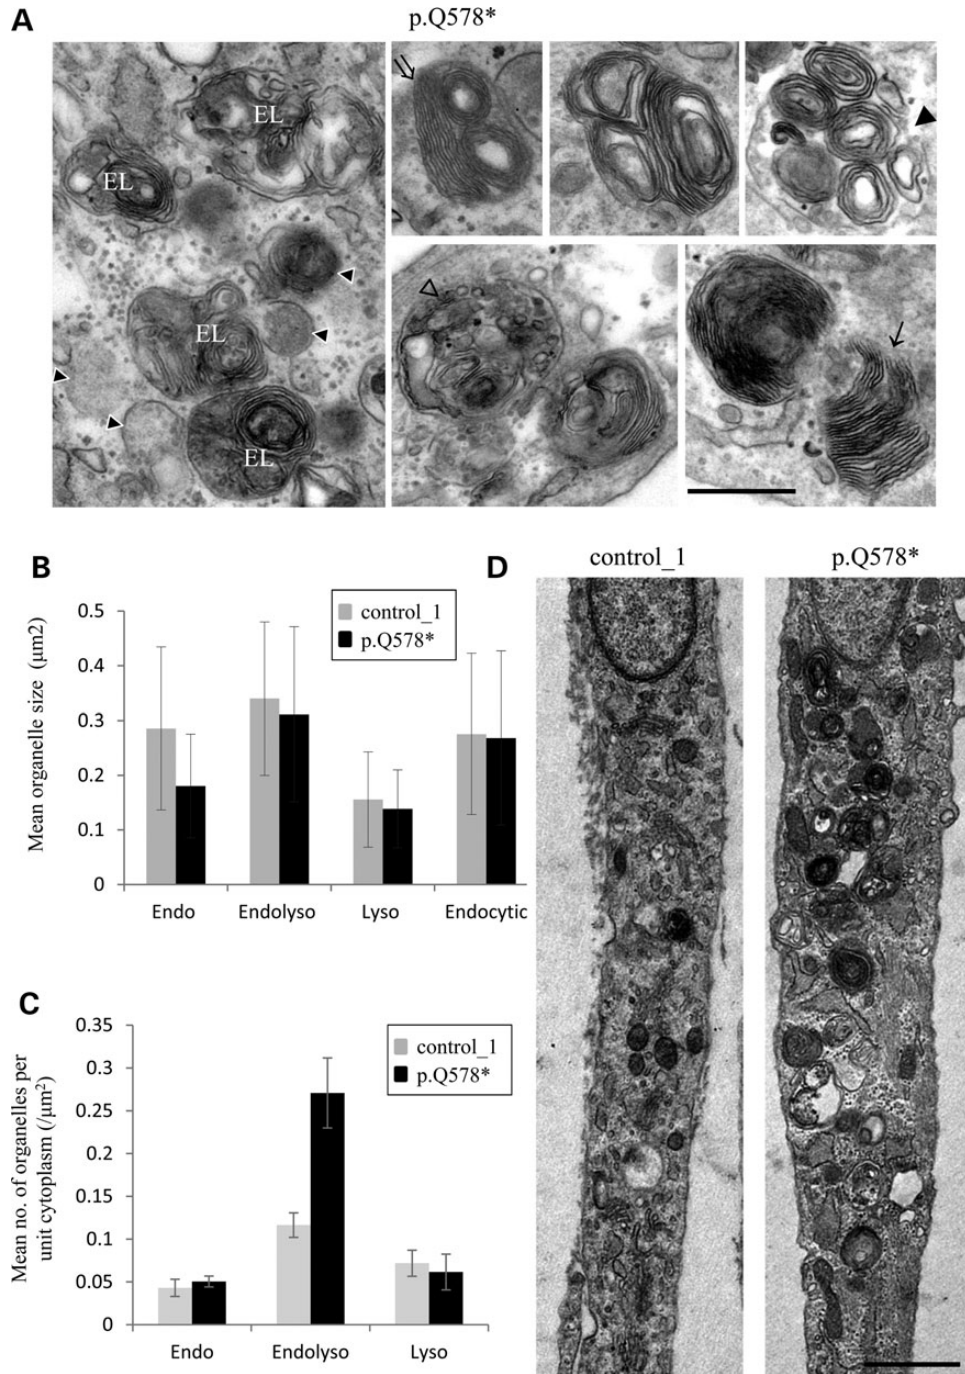 A
p.Q578*
EL
EL
EL
EL
B
Mean organelle size (μm2)
0.5
0.4
0.3
0.2
0.1
0
control_1
p.Q578*
Endo Endolyso Lyso Endocytic
C
Mean no. of organelles per
unit cytoplasm (/μm²)
0.35
0.3
0.25
0.2
0.15
0.1
0.05
0
control_1
p.Q578*
Endo Endolyso Lyso
D
control_1 p.Q578*